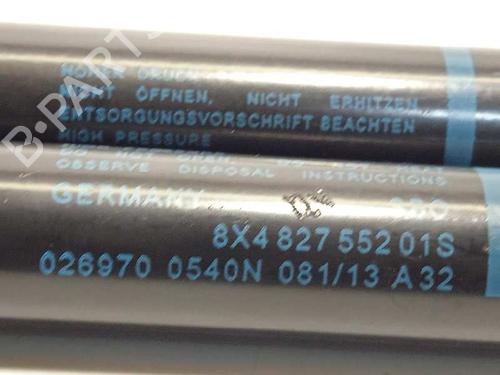 HOHER DRUCK
NICHT ÖFFNEN, NICHT ERHITZEN
ENTSORGUNGSVORSCHRIFT BEACHTEN
HIGH PRESSURE
OBSERVE DISPOSAL INSTRUCTIONS
GERMANY
8X4 827 552 01S
026970 0540N 081/13 A 32
B-PARTS